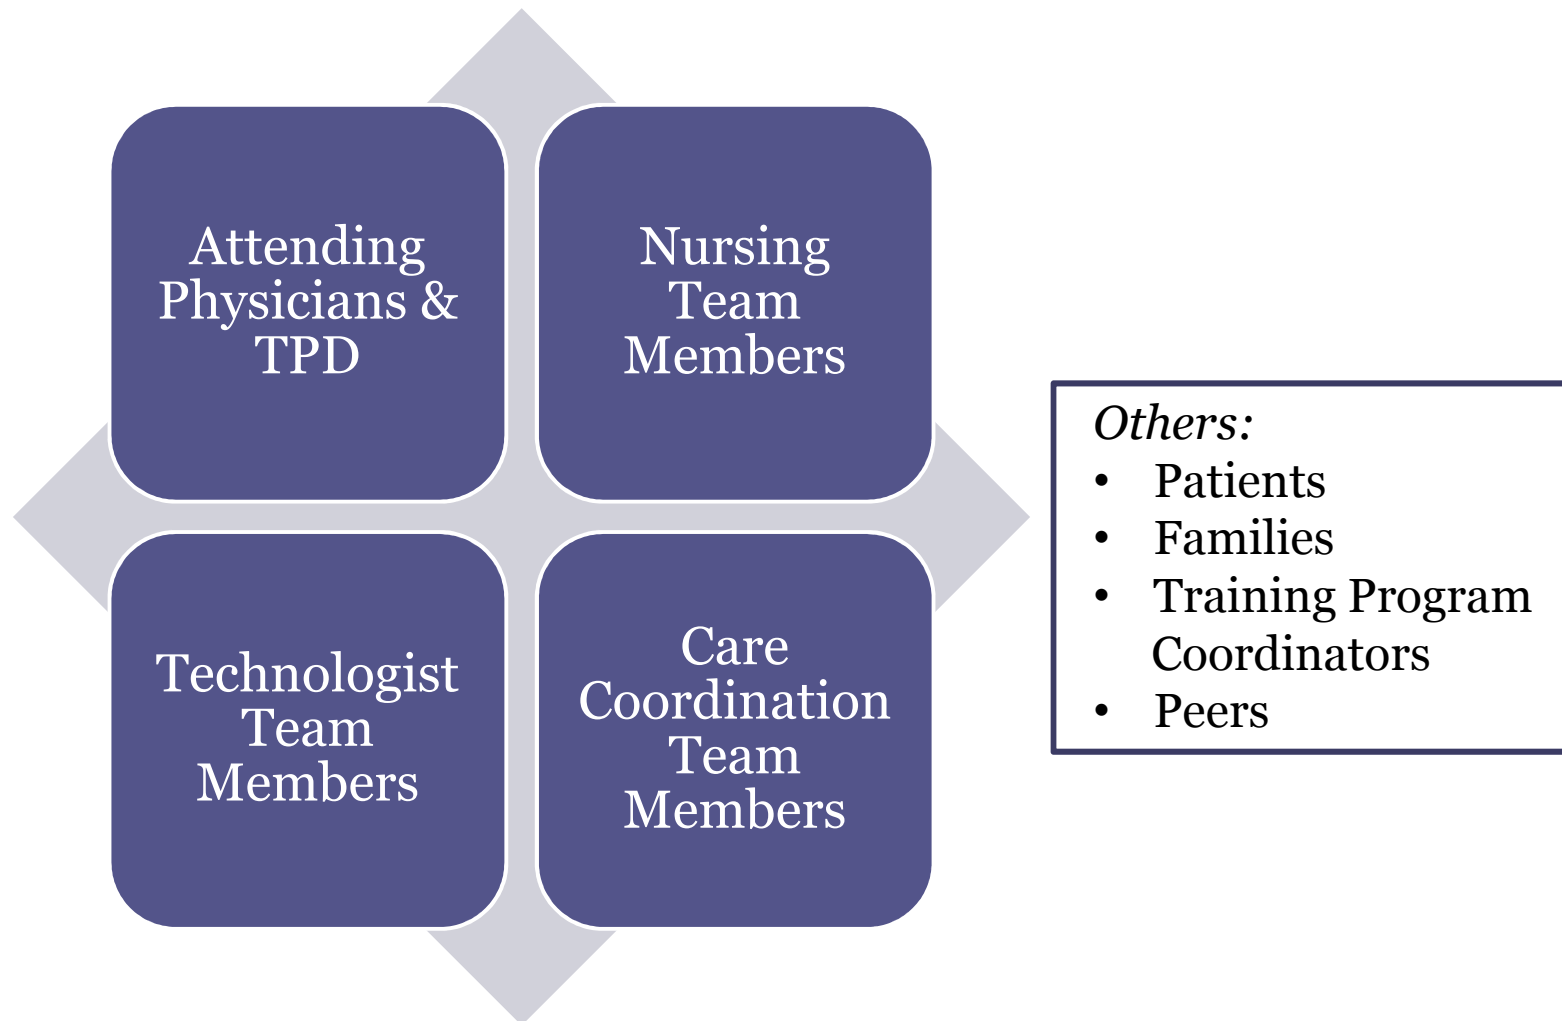 Attending
Physicians &
TPD
Nursing
Team
Members
Technologist
Team
Members
Care
Coordination
Team
Members
Others:
• Patients
• Families
• Training Program
Coordinators
• Peers